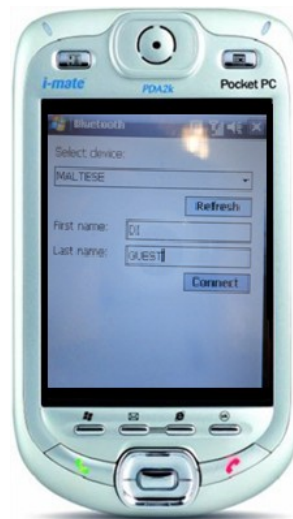 i-mate
PDA2k
Pocket PC
Bluetooth
Select device:
MALTESE
Refresh
First name:
DI
Last name:
GUEST
Connect